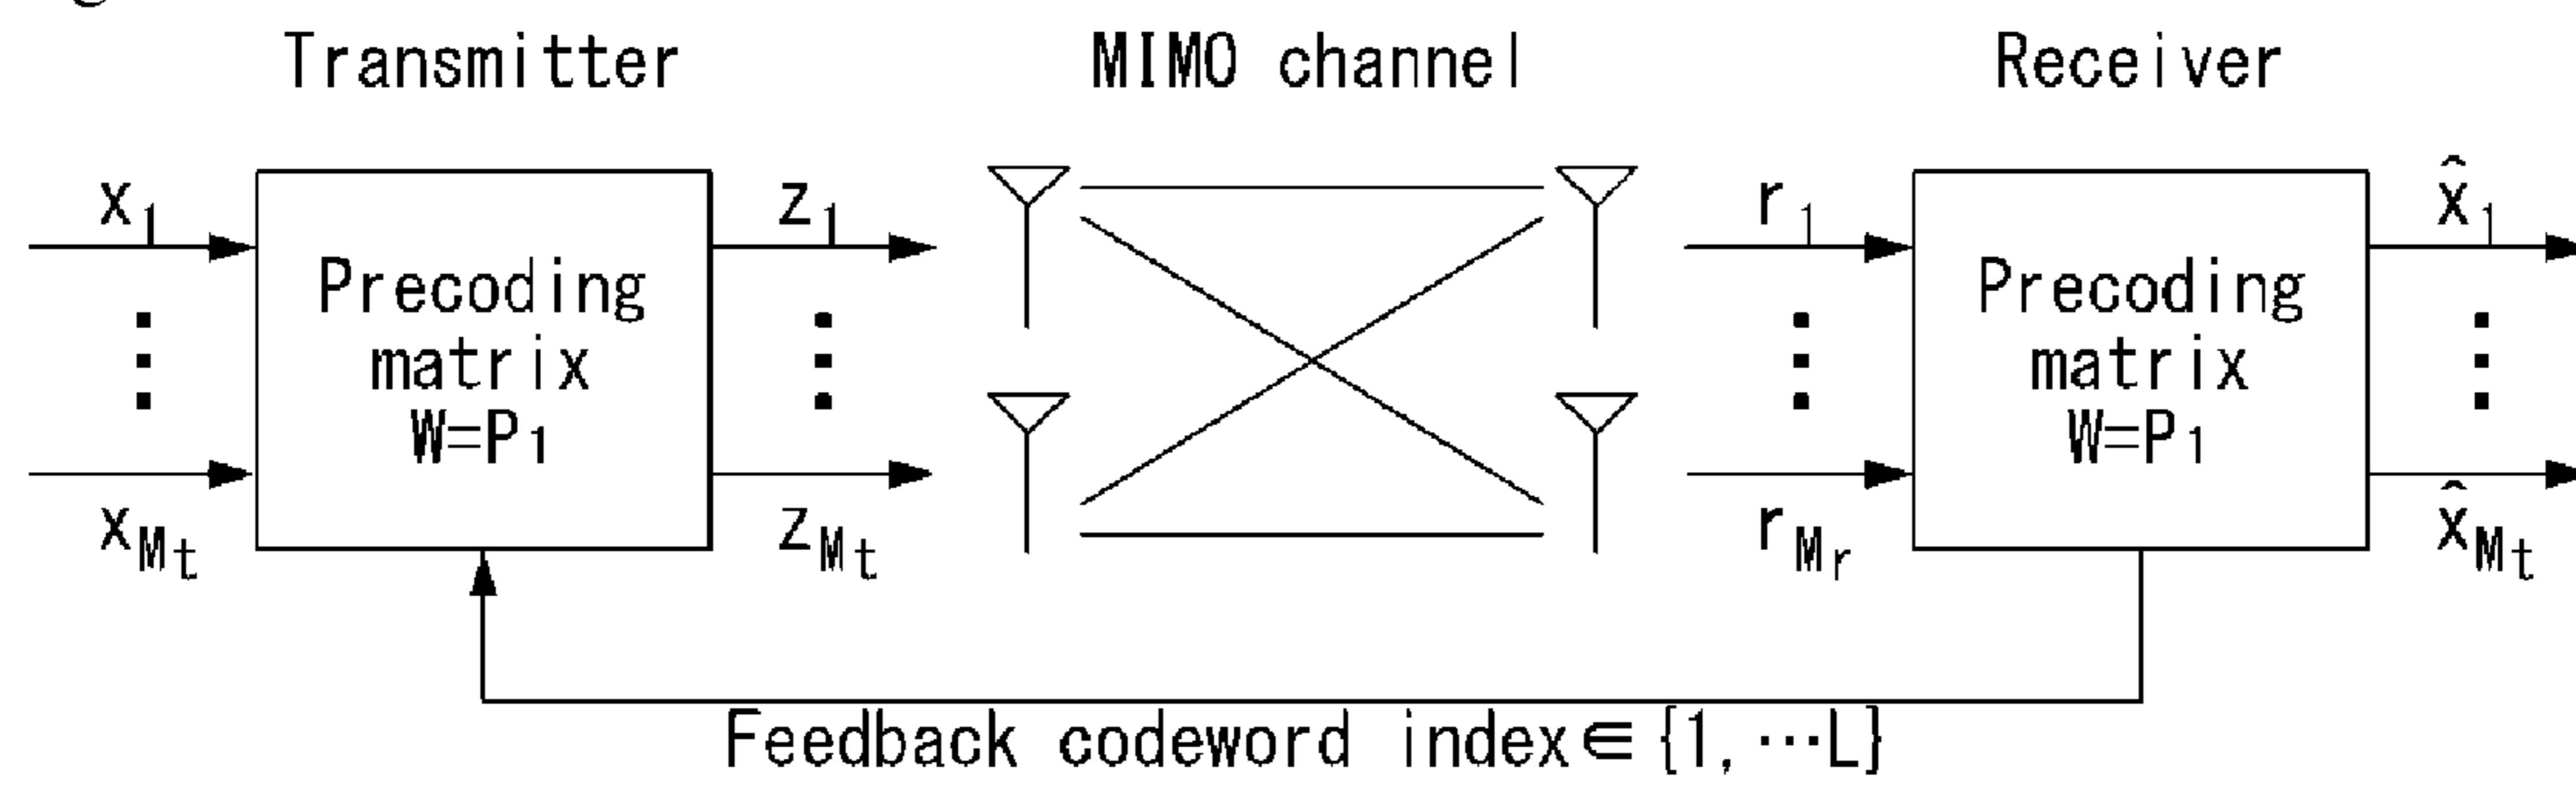 Transmitter MIMO channel Receiver
x1 z1 r1 x̂1
Precoding Precoding
matrix matrix
W=P1 W=P1
xMt zMt rMr x̂Mt
Feedback codeword index∈{1, ⋯L}